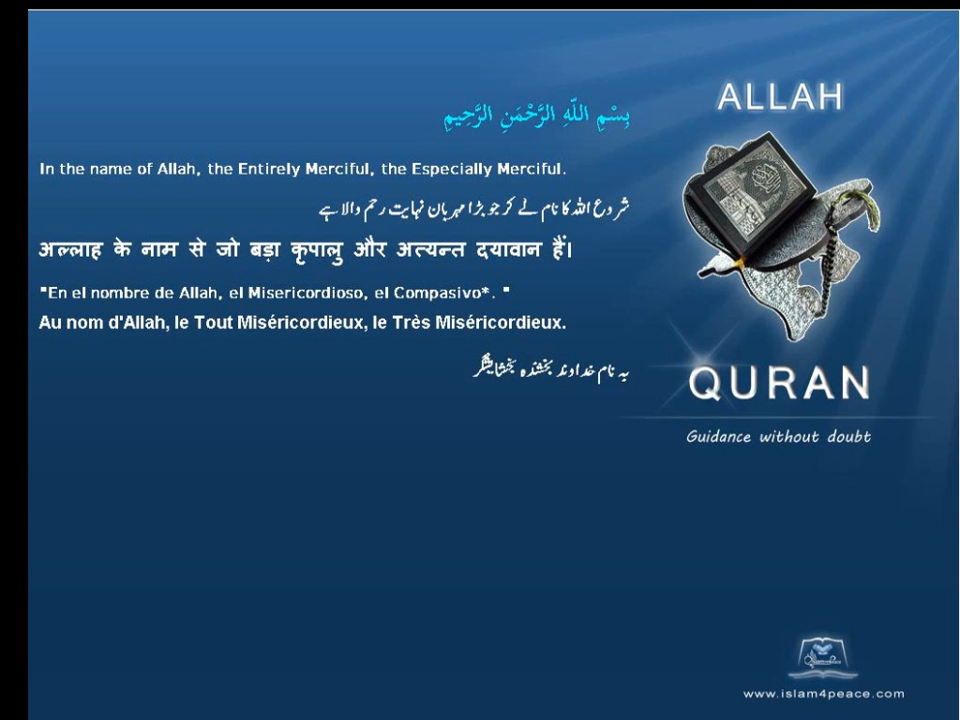 بِسْمِ اللَّهِ الرَّحْمَنِ الرَّحِيمِ
In the name of Allah, the Entirely Merciful, the Especially Merciful.
شروع الله کا نام لے کر جو بڑا مہربان نہایت رحم والا ہے
अल्लाह के नाम से जो बड़ा कृपालु और अत्यन्त दयावान हैं।
"En el nombre de Allah, el Misericordioso, el Compasivo*. "
Au nom d'Allah, le Tout Miséricordieux, le Très Miséricordieux.
به نام خداوند بخشنده بخشایشگر
ALLAH
QURAN
Guidance without doubt
www.islam4peace.com